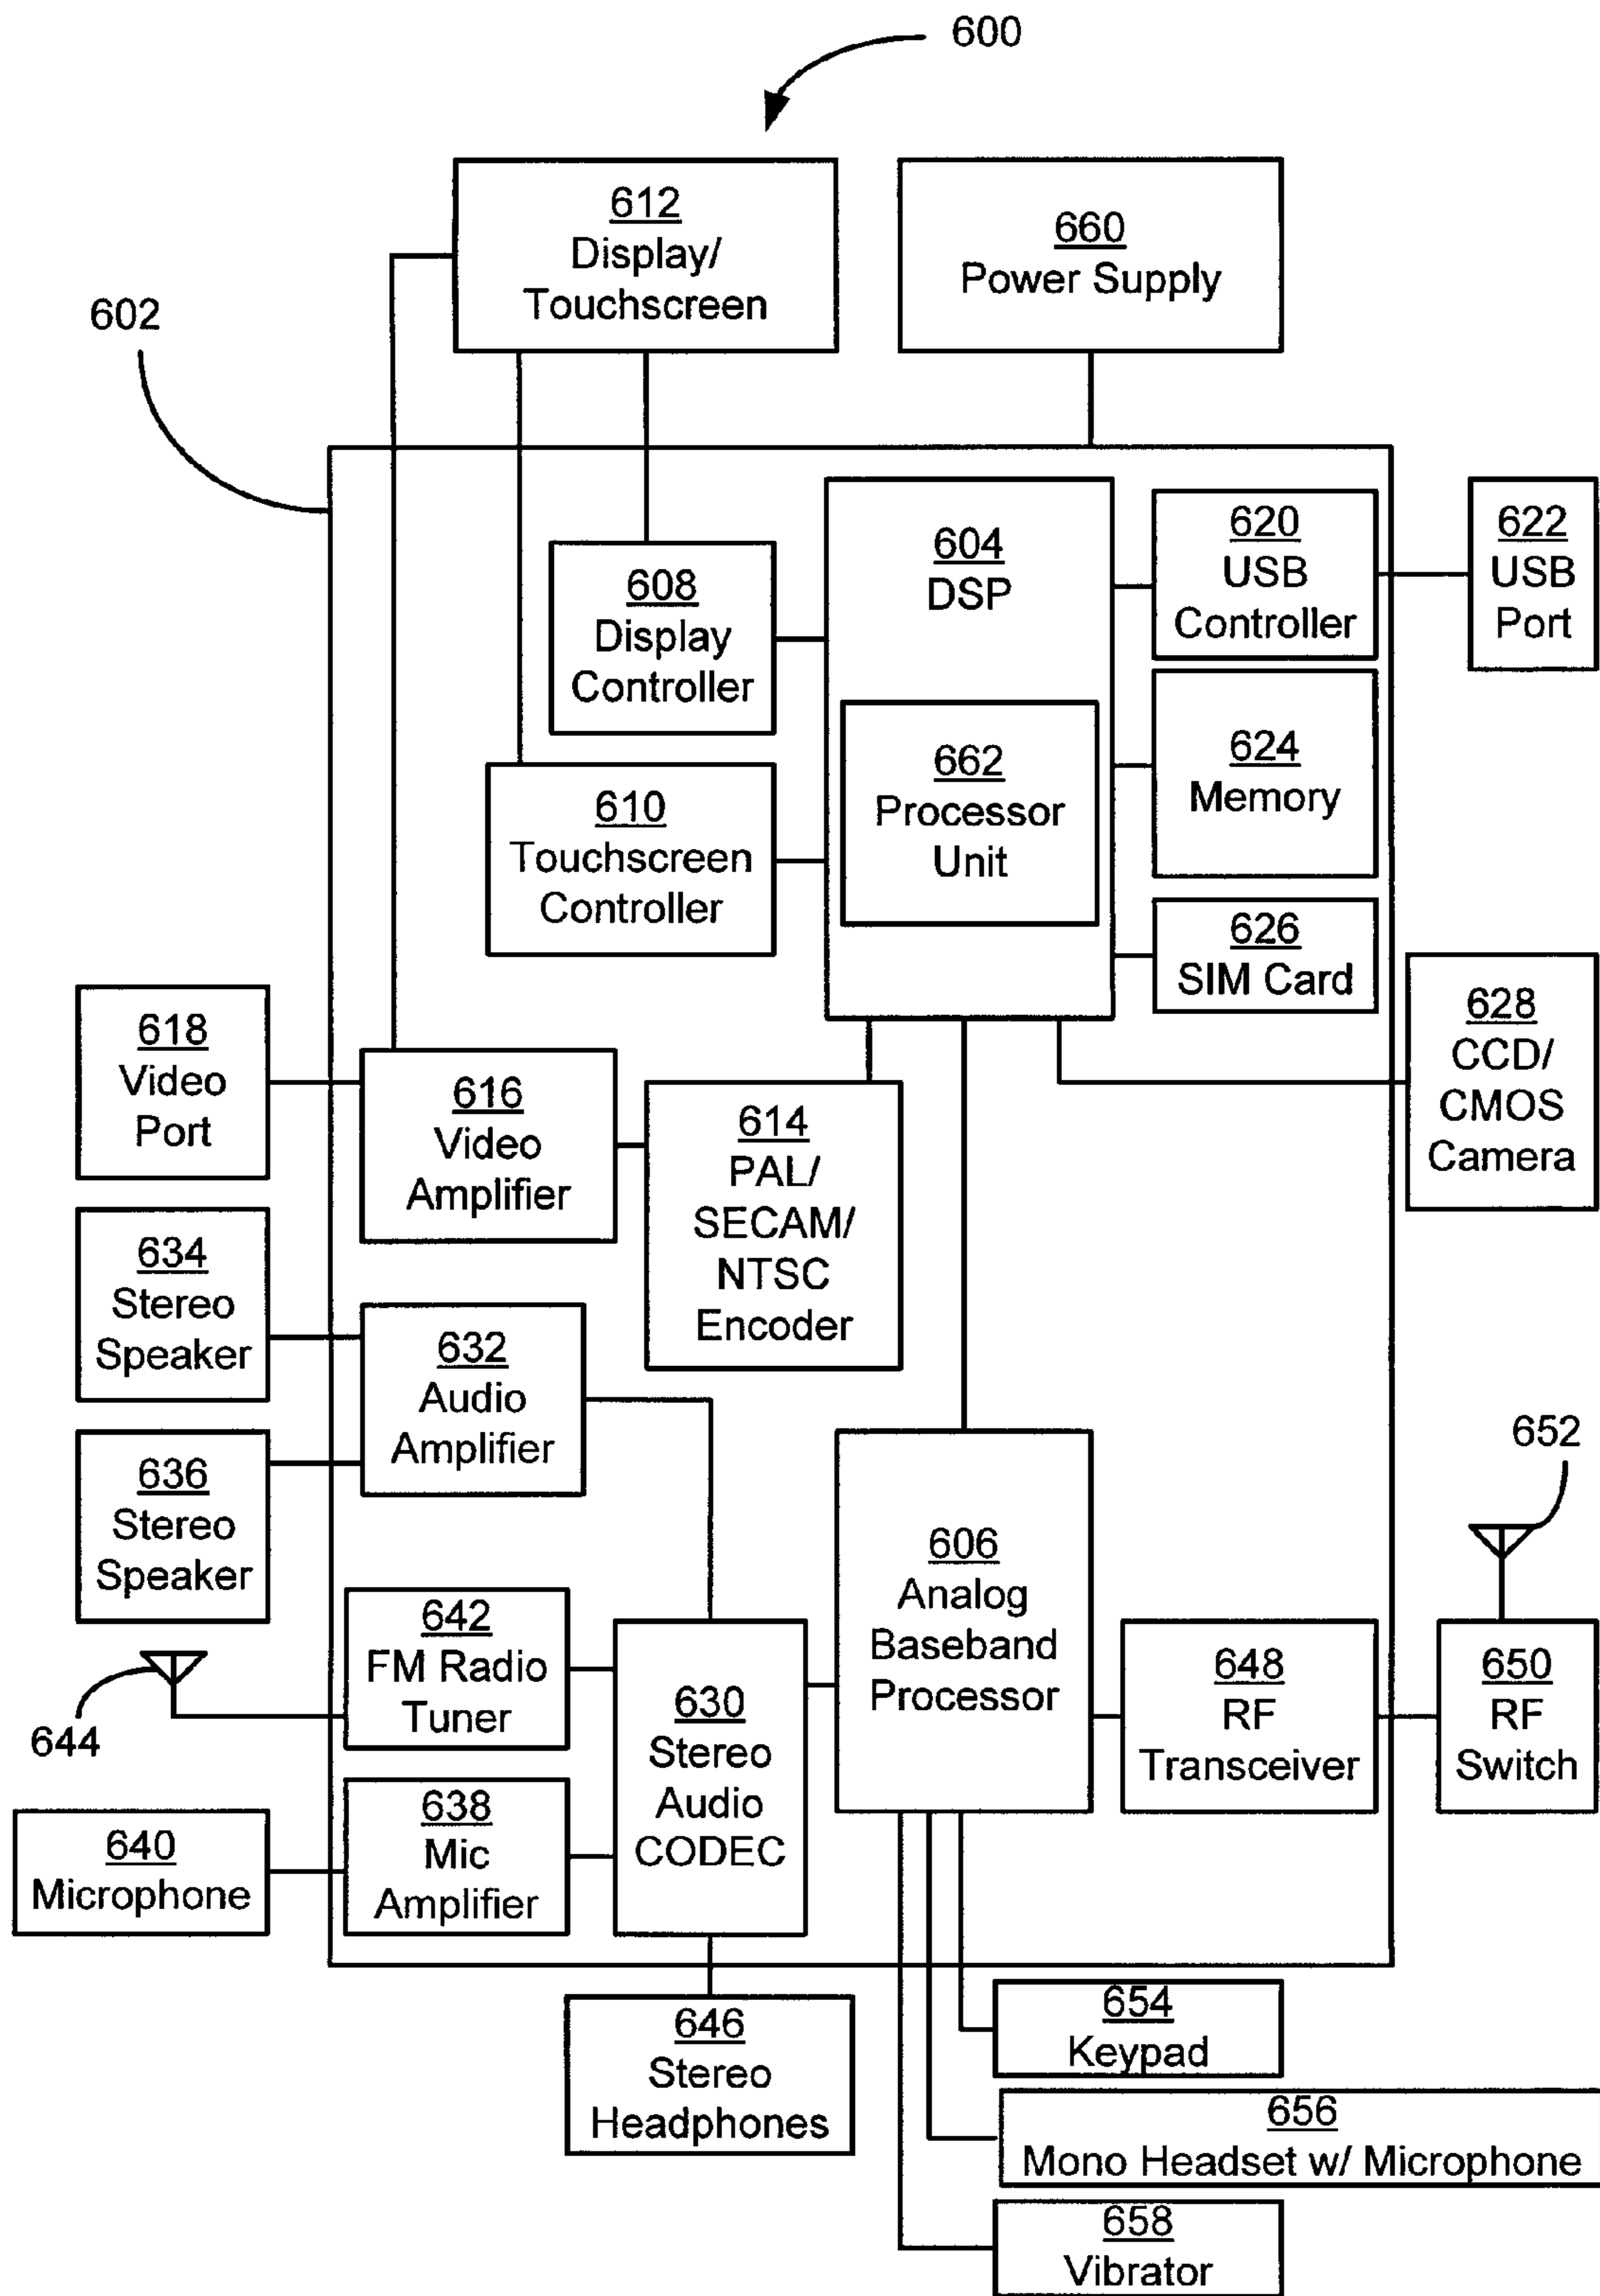 600
612
Display/
Touchscreen
660
Power Supply
602
604
DSP
620
USB
Controller
622
USB
Port
608
Display
Controller
662
Processor
Unit
624
Memory
610
Touchscreen
Controller
626
SIM Card
628
CCD/
CMOS
Camera
618
Video
Port
616
Video
Amplifier
614
PAL/
SECAM/
NTSC
Encoder
634
Stereo
Speaker
632
Audio
Amplifier
636
Stereo
Speaker
652
606
Analog
Baseband
Processor
642
FM Radio
Tuner
644
630
Stereo
Audio
CODEC
648
RF
Transceiver
650
RF
Switch
640
Microphone
638
Mic
Amplifier
646
Stereo
Headphones
654
Keypad
656
Mono Headset w/ Microphone
658
Vibrator